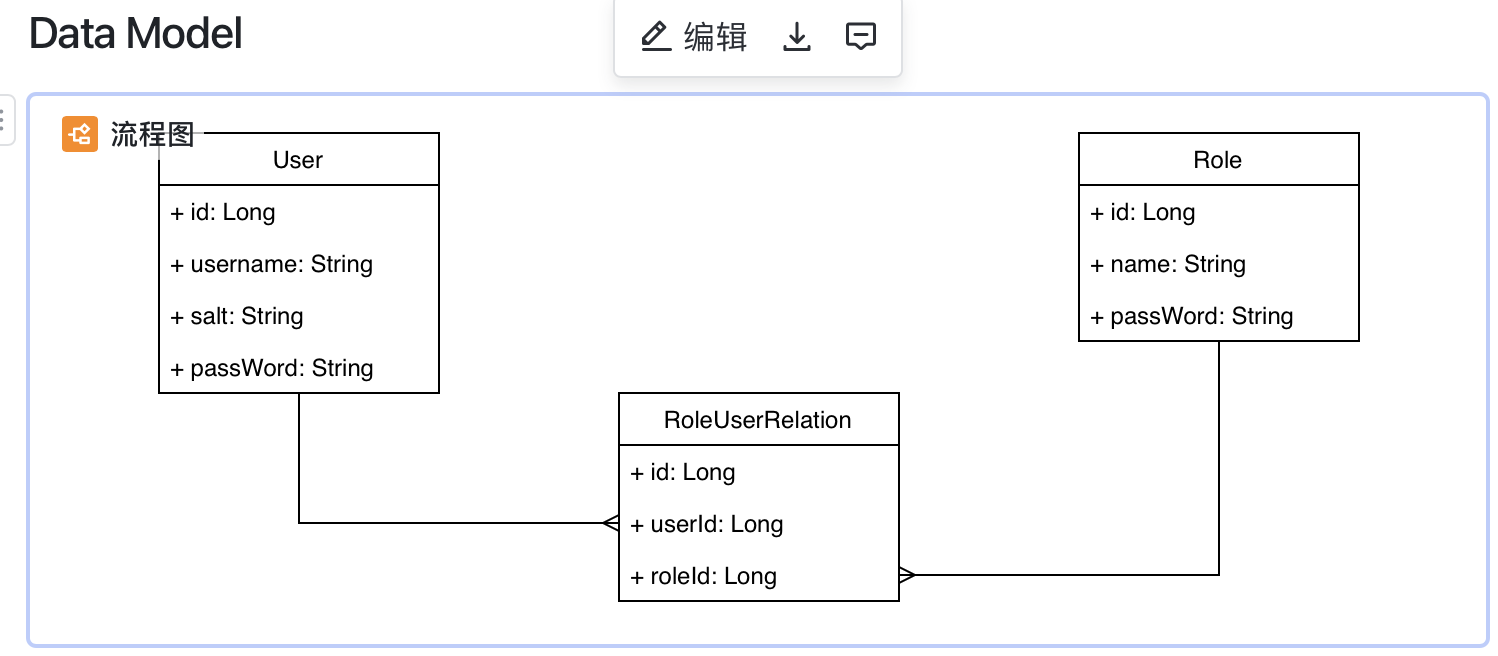 Data Model
编辑
流程图
User
+ id: Long
+ username: String
+ salt: String
+ passWord: String
Role
+ id: Long
+ name: String
+ passWord: String
RoleUserRelation
+ id: Long
+ userId: Long
+ roleId: Long